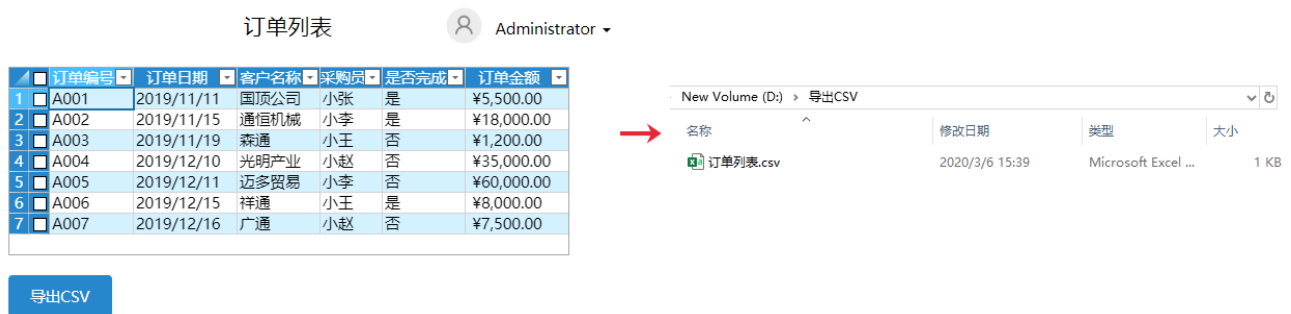 订单列表
Administrator
订单编号 订单日期 客户名称 采购员 是否完成 订单金额
1 A001 2019/11/11 国顶公司 小张 是 ¥5,500.00
2 A002 2019/11/15 通恒机械 小李 是 ¥18,000.00
3 A003 2019/11/19 森通 小王 否 ¥1,200.00
4 A004 2019/12/10 光明产业 小赵 否 ¥35,000.00
5 A005 2019/12/11 迈多贸易 小李 否 ¥60,000.00
6 A006 2019/12/15 祥通 小王 是 ¥8,000.00
7 A007 2019/12/16 广通 小赵 否 ¥7,500.00
导出CSV
New Volume (D:) › 导出CSV
名称 修改日期 类型 大小
订单列表.csv 2020/3/6 15:39 Microsoft Excel ... 1 KB